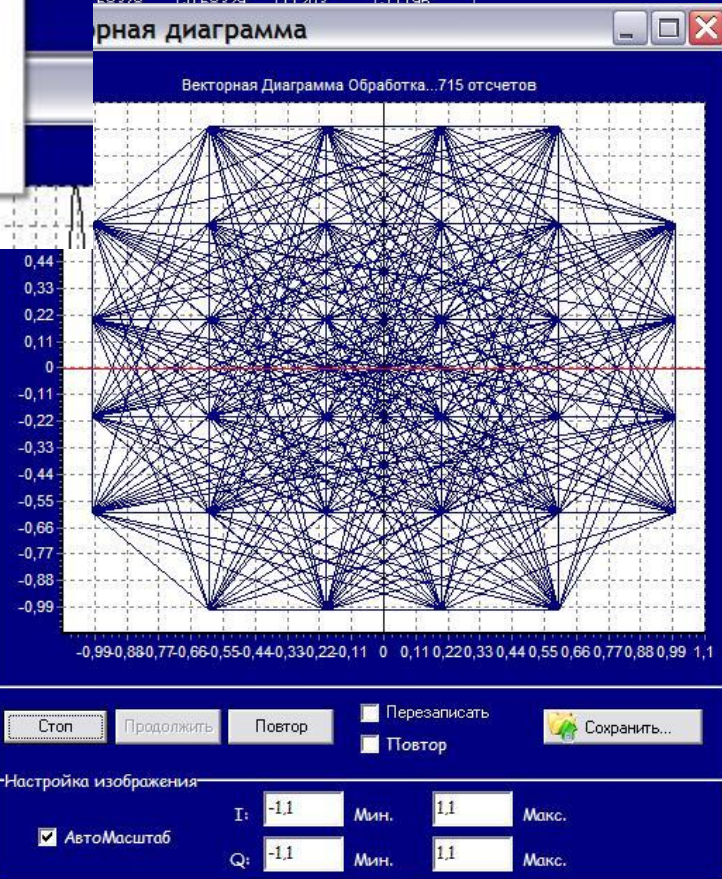 рная диаграмма
Векторная Диаграмма Обработка...715 отсчетов
0,44
0,33
0,22
0,11
0
-0,11
-0,22
-0,33
-0,44
-0,55
-0,66
-0,77
-0,88
-0,99
-0,99-0,88-0,77-0,66-0,55-0,44-0,33-0,22-0,11 0 0,11 0,22 0,33 0,44 0,55 0,66 0,77 0,88 0,99 1,1
Стоп Продолжить Повтор Перезаписать Сохранить...
Повтор
Настройка изображения
АвтоМасштаб I: -1,1 Мин. 1,1 Макс.
Q: -1,1 Мин. 1,1 Макс.